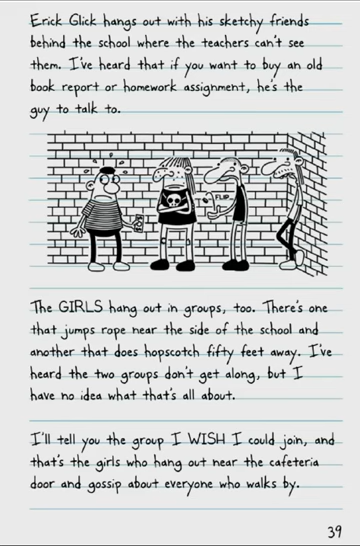 Erick Glick hangs out with his sketchy friends
behind the school where the teachers can't see
them. I've heard that if you want to buy an old
book report or homework assignment, he's the
guy to talk to.
FLIP
The GIRLS hang out in groups, too. There's one
that jumps rope near the side of the school and
another that does hopscotch fifty feet away. I've
heard the two groups don't get along, but I
have no idea what that's all about.
I'll tell you the group I WISH I could join, and
that's the girls who hang out near the cafeteria
door and gossip about everyone who walks by.
39